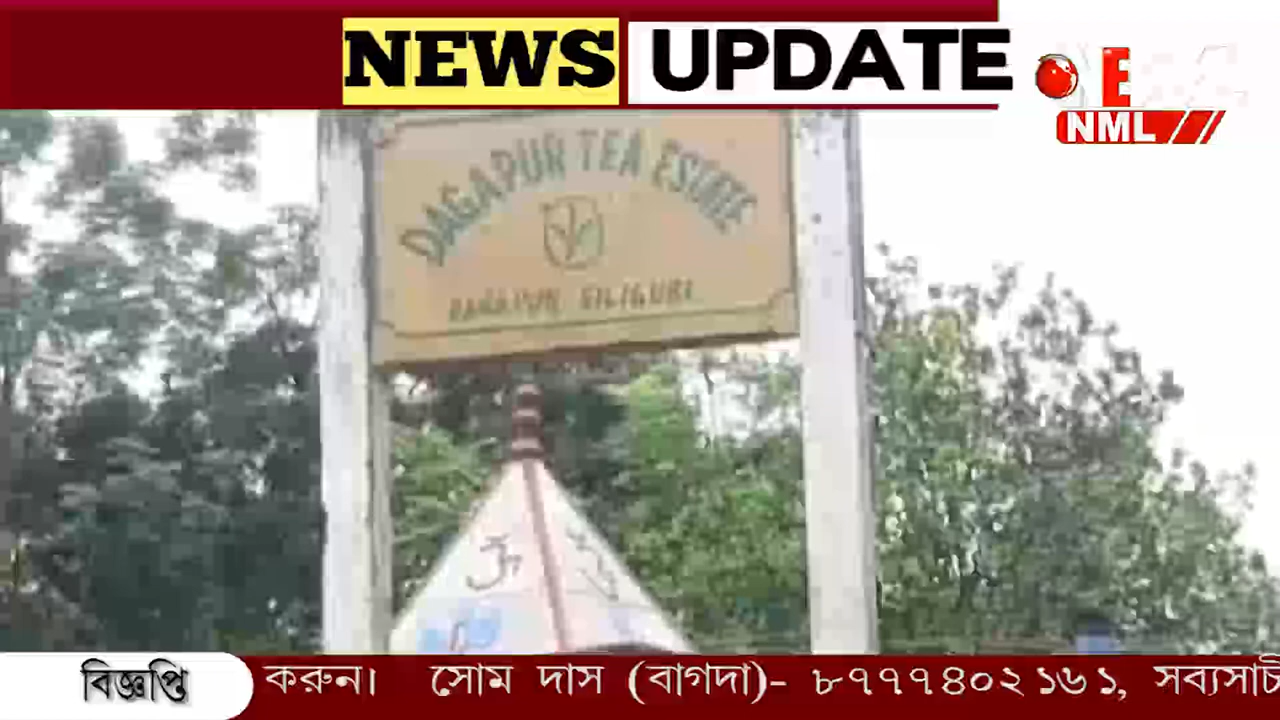 NEWS UPDATE
NML
DAGAPUR TEA ESTATE
DAGAPUR SILIGURI
ॐ
বিজ্ঞপ্তি
করুন। সোম দাস (বাগদা)- ৮৭৭৭৪০২১৬১, সব্যসাচী